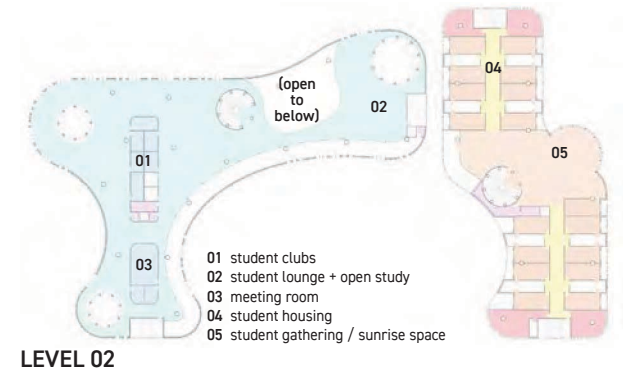 04
(open
to
below)
02
05
01
03
01 student clubs
02 student lounge + open study
03 meeting room
04 student housing
05 student gathering / sunrise space
LEVEL 02